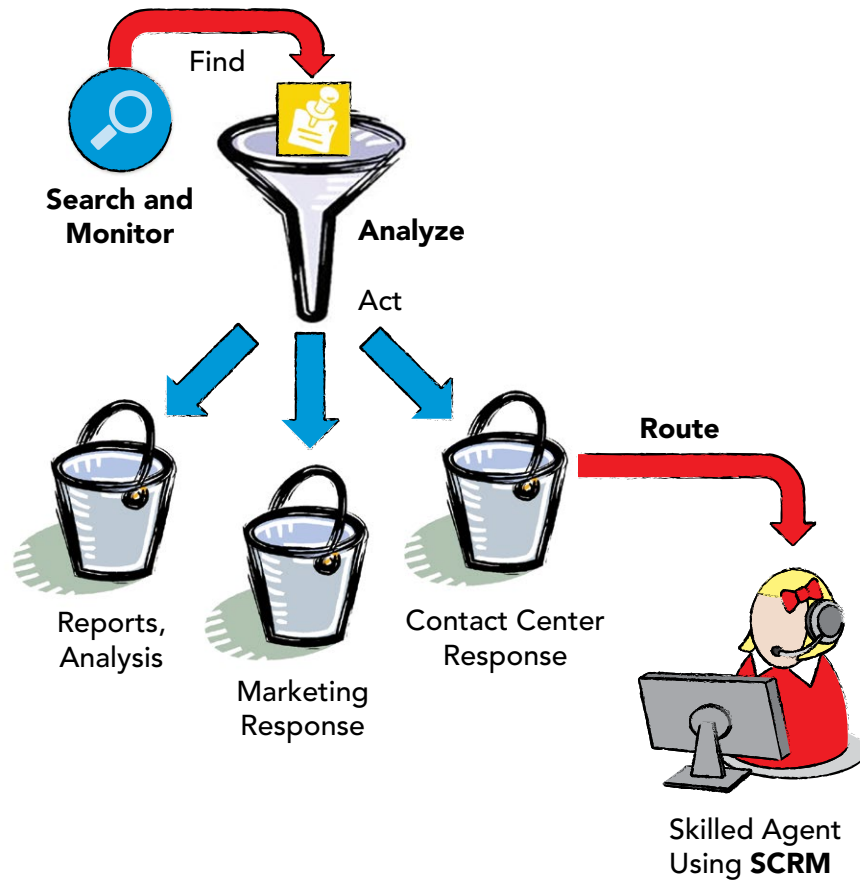 Find
Search and
Monitor
Analyze
Act
Route
Reports,
Analysis
Marketing
Response
Contact Center
Response
Skilled Agent
Using SCRM